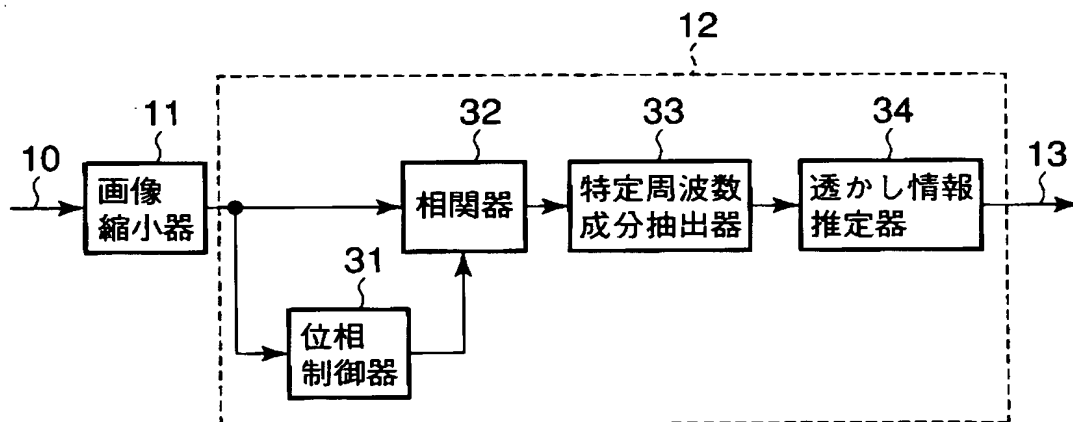 12
11
32
33
34
10
13
画像
縮小器
相関器
特定周波数
成分抽出器
透かし情報
推定器
31
位相
制御器